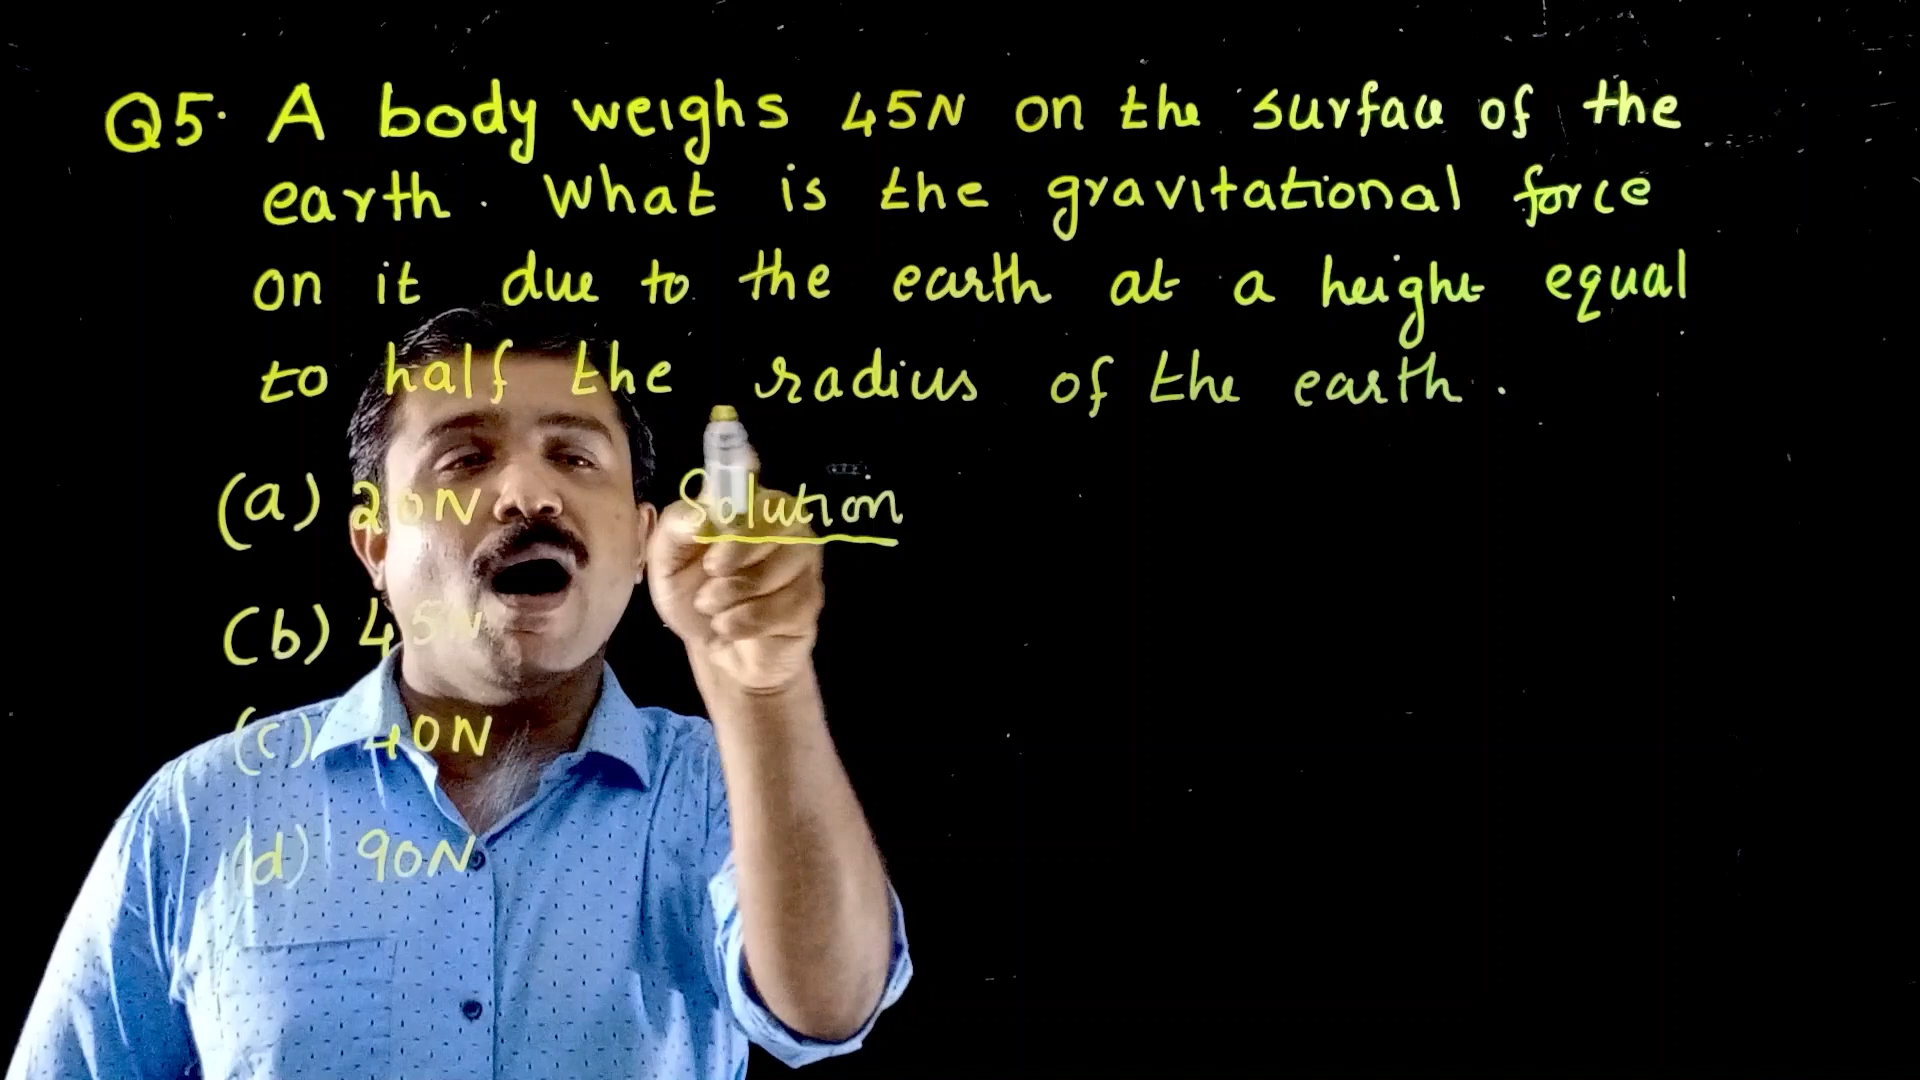 Q5. A body weighs 45N on the surface of the
earth. What is the gravitational force
on it due to the earth at a height equal
to half the radius of the earth.
(a) 20N
Solution
(b) 45N
(c) 40N
(d) 90N